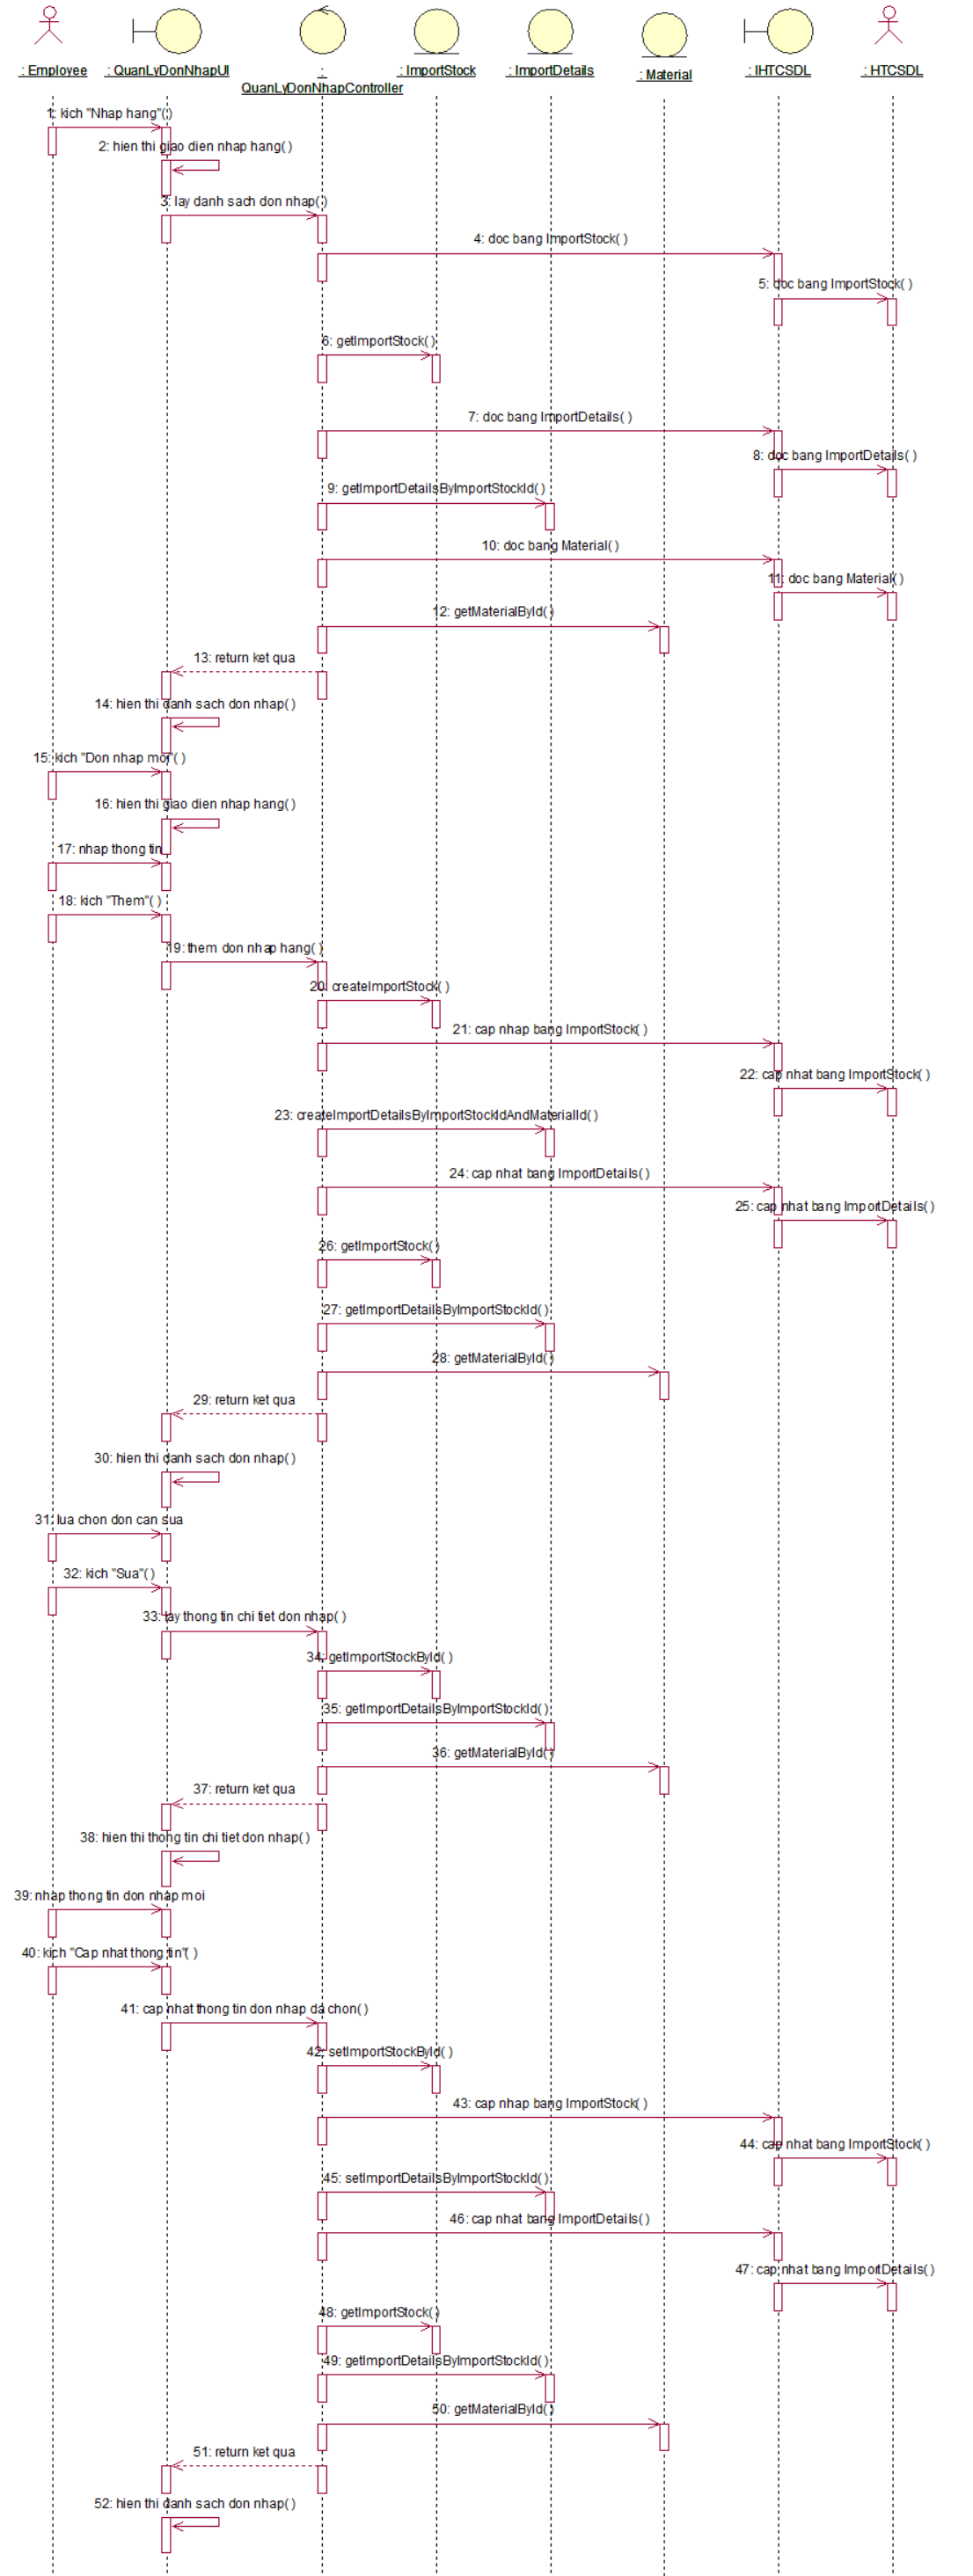 : Employee
: QuanLyDonNhapUI
:
QuanLyDonNhapController
: ImportStock
: ImportDetails
: Material
: IHTCSDL
: HTCSDL
1: kich "Nhap hang"( )
2: hien thi giao dien nhap hang( )
3: lay danh sach don nhap( )
4: doc bang ImportStock( )
5: doc bang ImportStock( )
6: getImportStock( )
7: doc bang ImportDetails( )
8: doc bang ImportDetails( )
9: getImportDetailsByImportStockId( )
10: doc bang Material( )
11: doc bang Material( )
12: getMaterialById( )
13: return ket qua
14: hien thi danh sach don nhap( )
15: kich "Don nhap moi"( )
16: hien thi giao dien nhap hang( )
17: nhap thong tin
18: kich "Them"( )
19: them don nhap hang( )
20: createImportStock( )
21: cap nhap bang ImportStock( )
22: cap nhat bang ImportStock( )
23: createImportDetailsByImportStockIdAndMaterialId( )
24: cap nhat bang ImportDetails( )
25: cap nhat bang ImportDetails( )
26: getImportStock( )
27: getImportDetailsByImportStockId( )
28: getMaterialById( )
29: return ket qua
30: hien thi danh sach don nhap( )
31: lua chon don can sua
32: kich "Sua"( )
33: lay thong tin chi tiet don nhap( )
34: getImportStockById( )
35: getImportDetailsByImportStockId( )
36: getMaterialById( )
37: return ket qua
38: hien thi thong tin chi tiet don nhap( )
39: nhap thong tin don nhap moi
40: kich "Cap nhat thong tin"( )
41: cap nhat thong tin don nhap da chon( )
42: setImportStockById( )
43: cap nhap bang ImportStock( )
44: cap nhat bang ImportStock( )
45: setImportDetailsByImportStockId( )
46: cap nhat bang ImportDetails( )
47: cap nhat bang ImportDetails( )
48: getImportStock( )
49: getImportDetailsByImportStockId( )
50: getMaterialById( )
51: return ket qua
52: hien thi danh sach don nhap( )